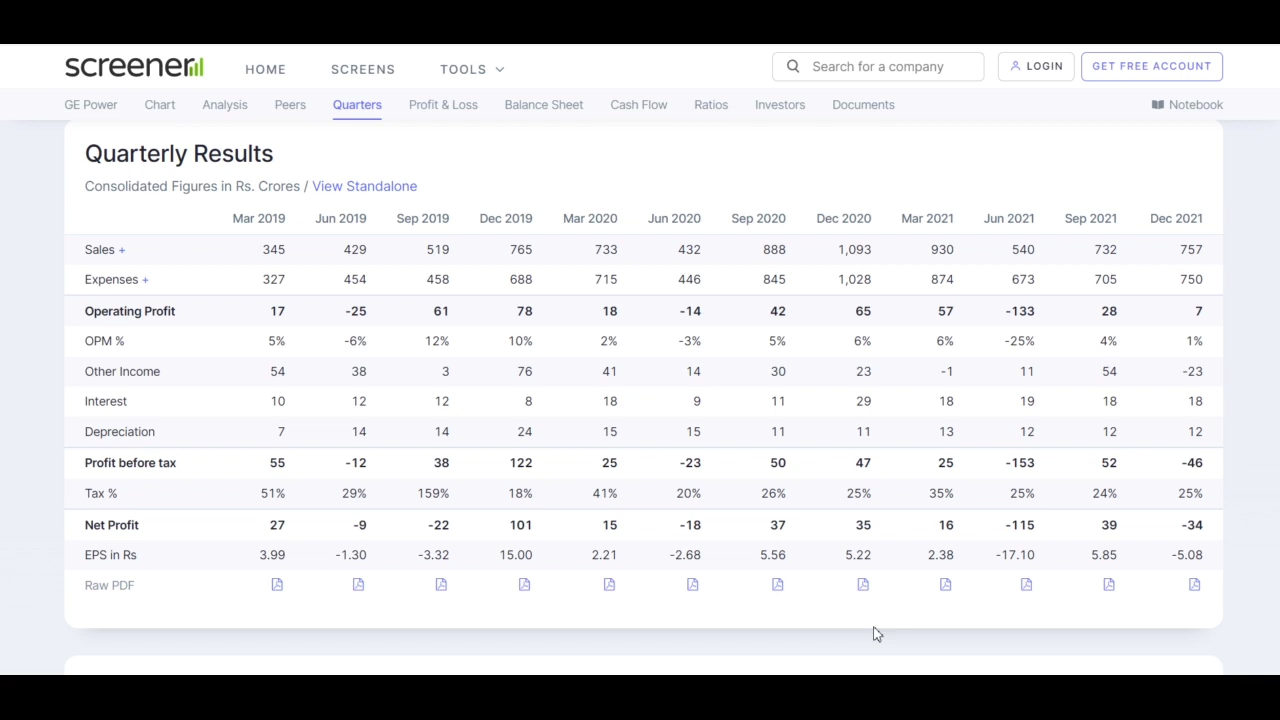 screener HOME SCREENS TOOLS Search for a company LOGIN GET FREE ACCOUNT
GE Power Chart Analysis Peers Quarters Profit & Loss Balance Sheet Cash Flow Ratios Investors Documents Notebook
Quarterly Results
Consolidated Figures in Rs. Crores / View Standalone
Mar 2019 Jun 2019 Sep 2019 Dec 2019 Mar 2020 Jun 2020 Sep 2020 Dec 2020 Mar 2021 Jun 2021 Sep 2021 Dec 2021
Sales + 345 429 519 765 733 432 888 1,093 930 540 732 757
Expenses + 327 454 458 688 715 446 845 1,028 874 673 705 750
Operating Profit 17 -25 61 78 18 -14 42 65 57 -133 28 7
OPM % 5% -6% 12% 10% 2% -3% 5% 6% 6% -25% 4% 1%
Other Income 54 38 3 76 41 14 30 23 -1 11 54 -23
Interest 10 12 12 8 18 9 11 29 18 19 18 18
Depreciation 7 14 14 24 15 15 11 11 13 12 12 12
Profit before tax 55 -12 38 122 25 -23 50 47 25 -153 52 -46
Tax % 51% 29% 159% 18% 41% 20% 26% 25% 35% 25% 24% 25%
Net Profit 27 -9 -22 101 15 -18 37 35 16 -115 39 -34
EPS in Rs 3.99 -1.30 -3.32 15.00 2.21 -2.68 5.56 5.22 2.38 -17.10 5.85 -5.08
Raw PDF